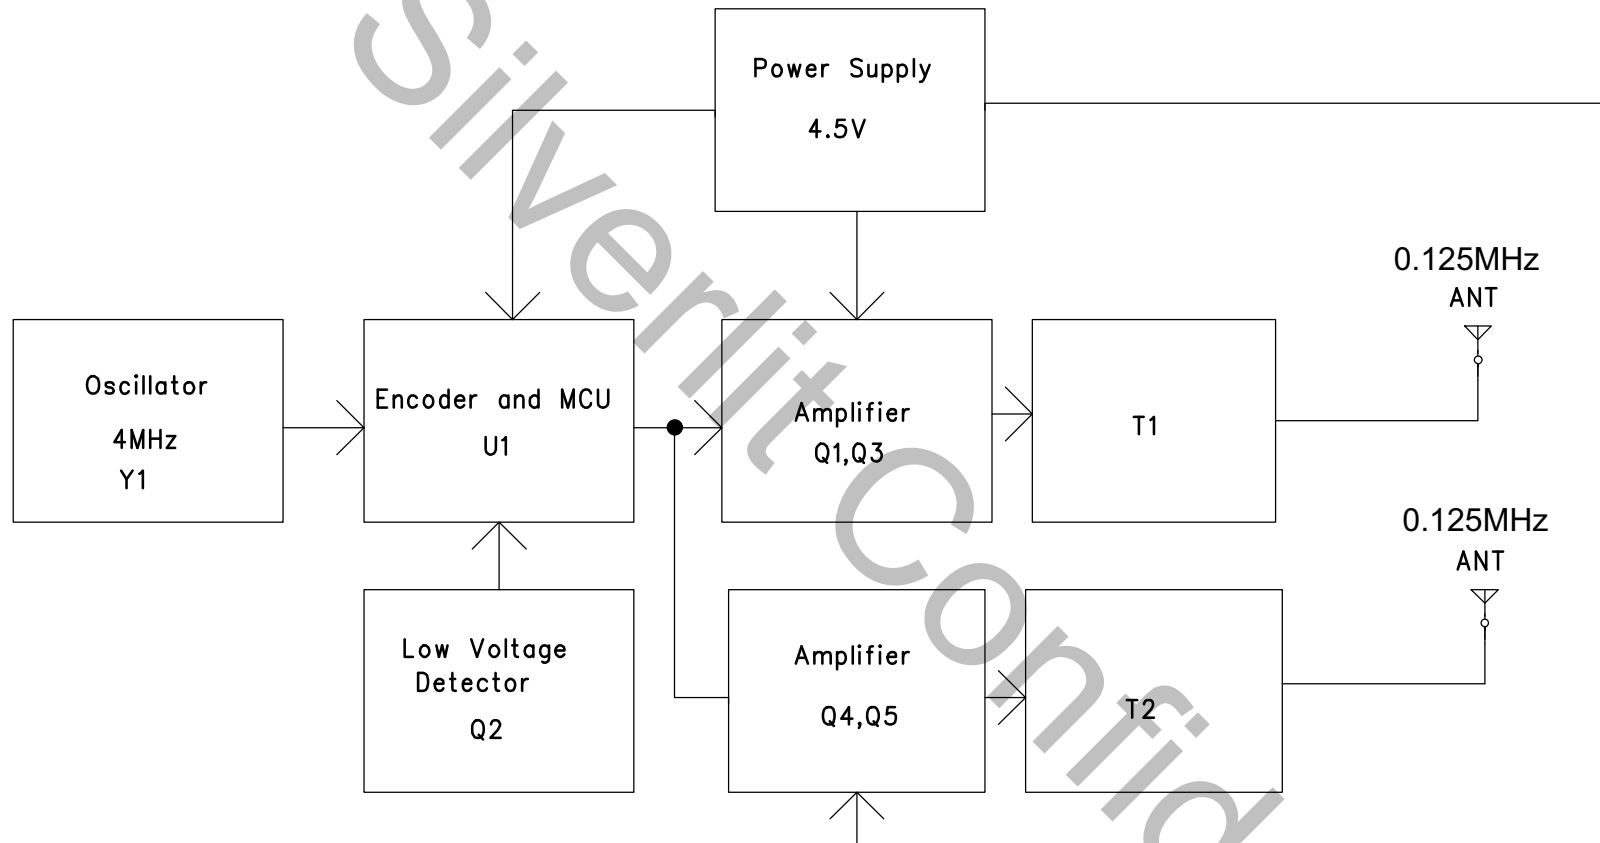 Power Supply
4.5V
0.125MHz
ANT
Oscillator
4MHz
Y1
Encoder and MCU
U1
Amplifier
Q1,Q3
T1
0.125MHz
ANT
Low Voltage
Detector
Q2
Amplifier
Q4,Q5
T2
Silverlit Confid